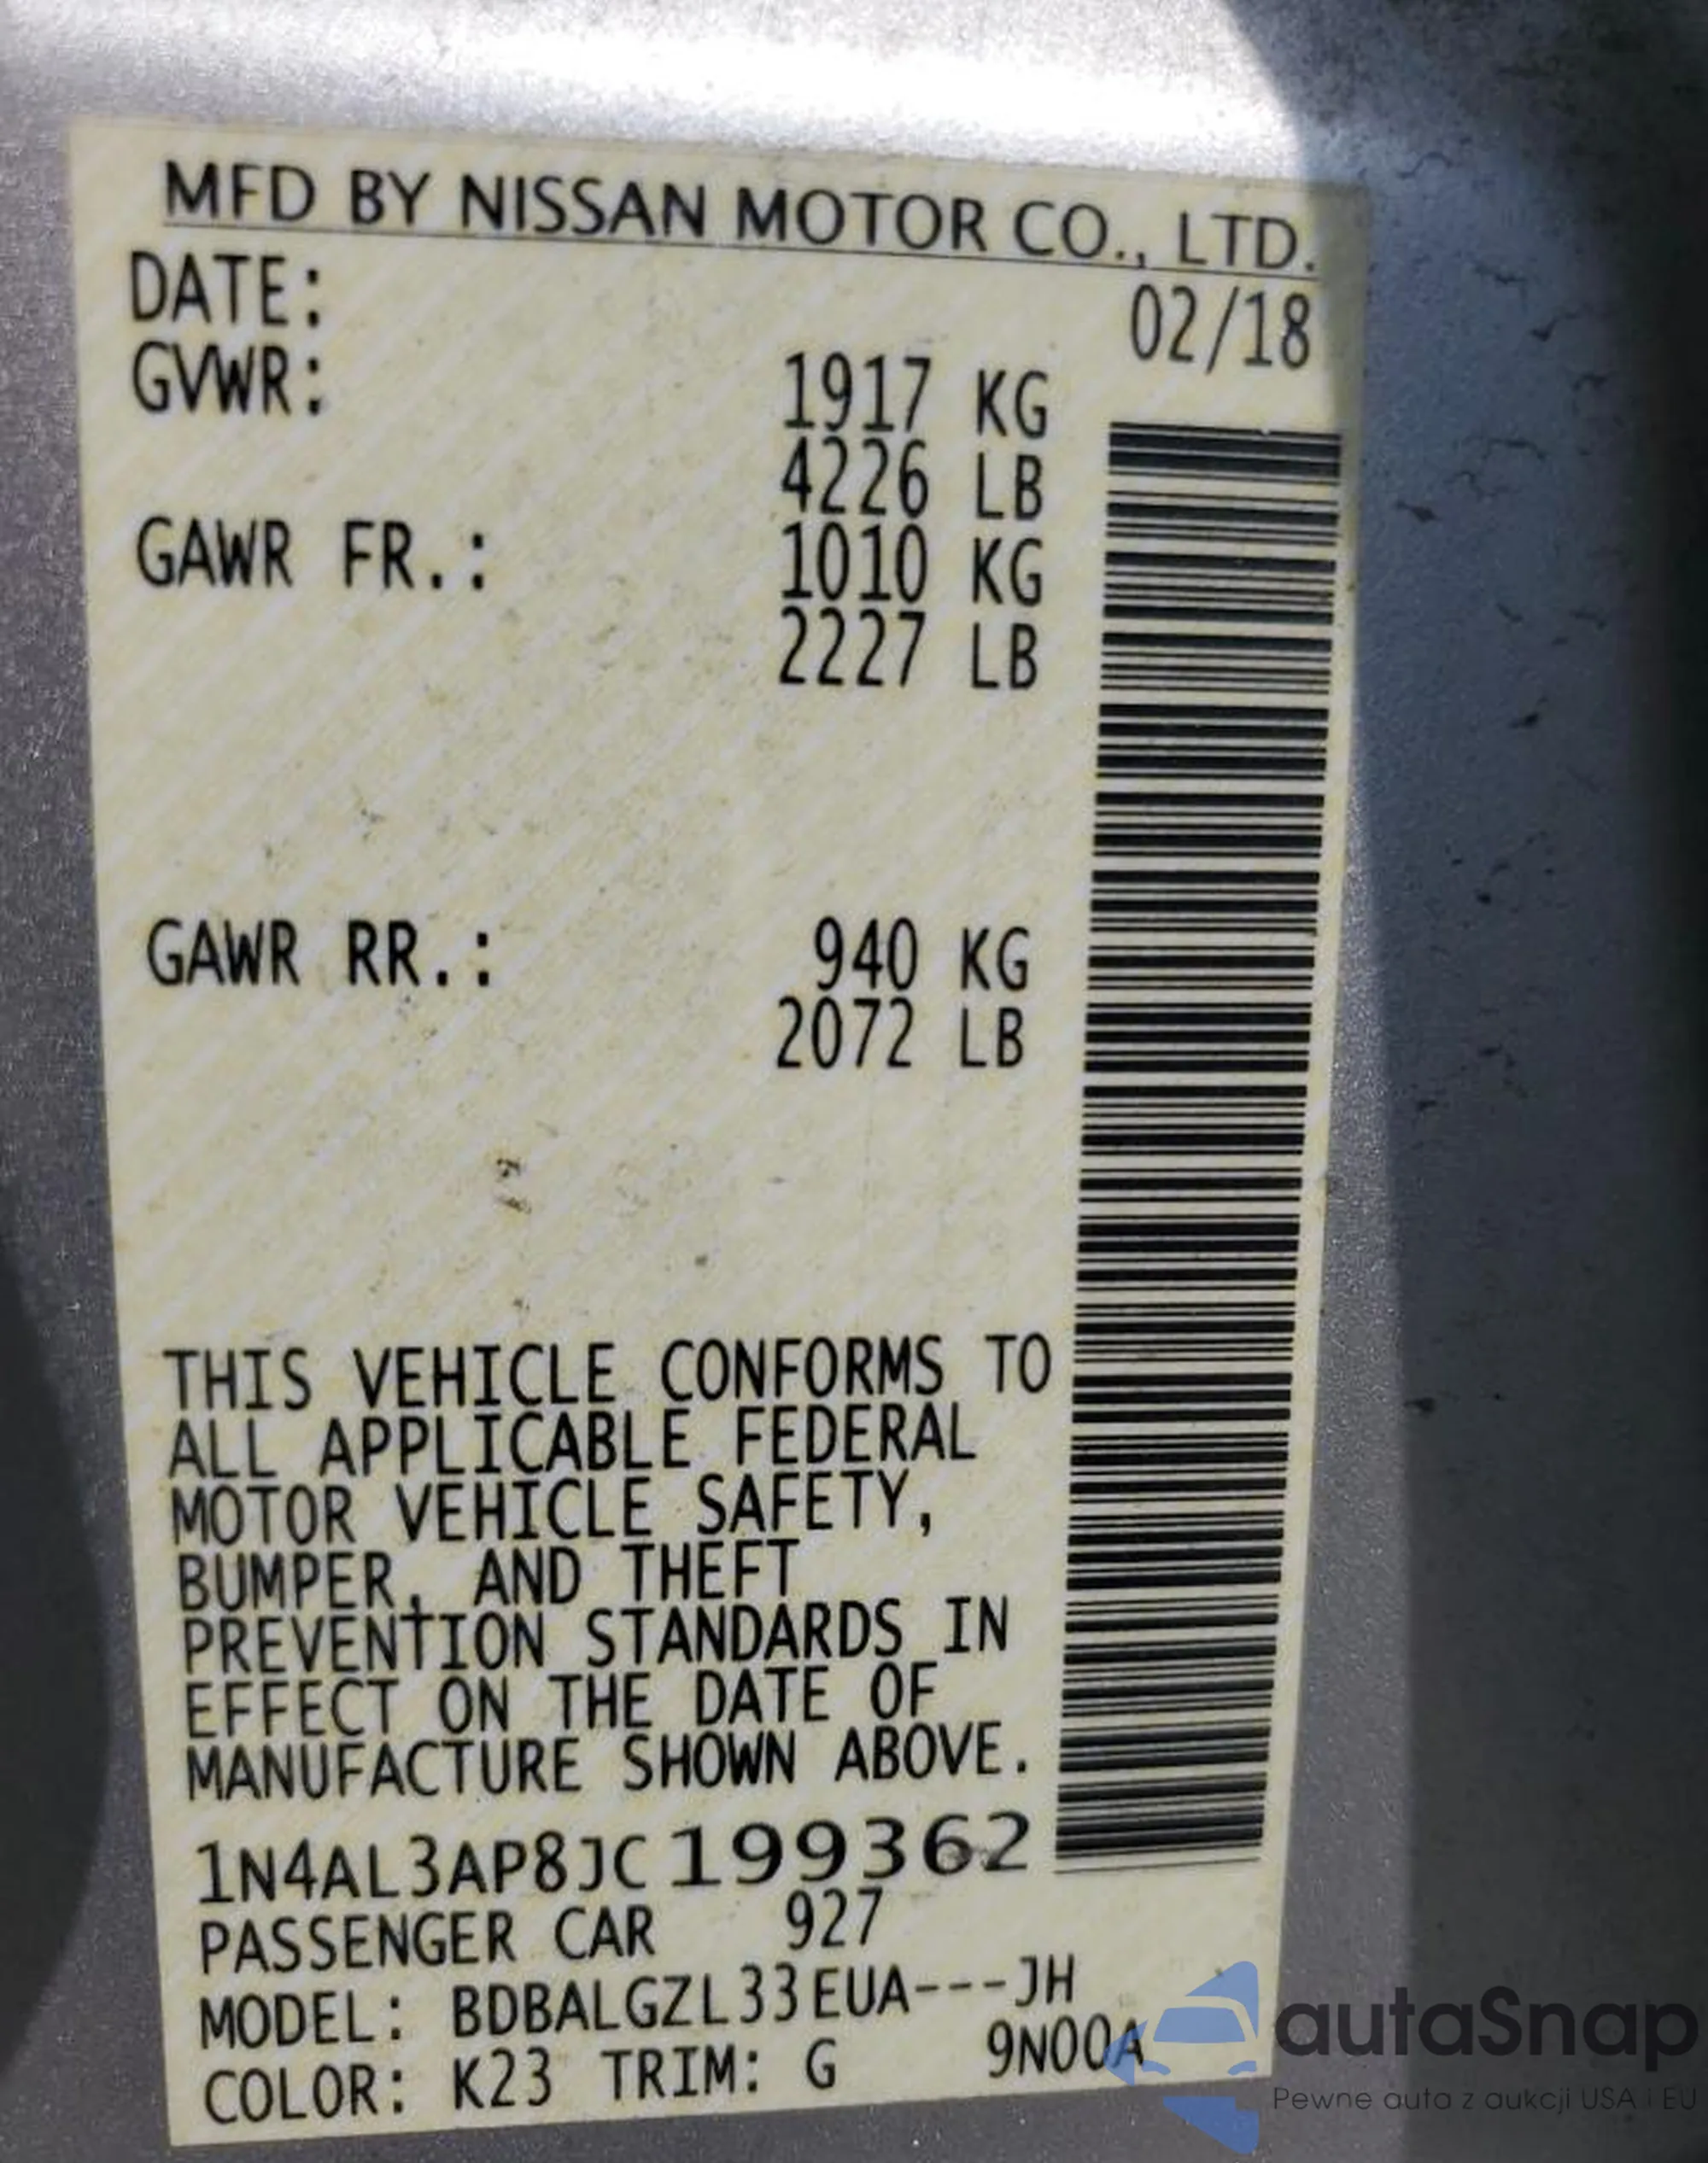 MFD BY NISSAN MOTOR CO., LTD.
DATE: 02/18
GVWR: 1917 KG
4226 LB
GAWR FR.: 1010 KG
2227 LB
GAWR RR.: 940 KG
2072 LB
THIS VEHICLE CONFORMS TO
ALL APPLICABLE FEDERAL
MOTOR VEHICLE SAFETY,
BUMPER, AND THEFT
PREVENTION STANDARDS IN
EFFECT ON THE DATE OF
MANUFACTURE SHOWN ABOVE.
1N4AL3AP8JC199362
PASSENGER CAR 927
MODEL: BDBALGZL33EUA---JH
COLOR: K23 TRIM: G 9N00A
autaSnap
Pewne auta z aukcji USA i EU